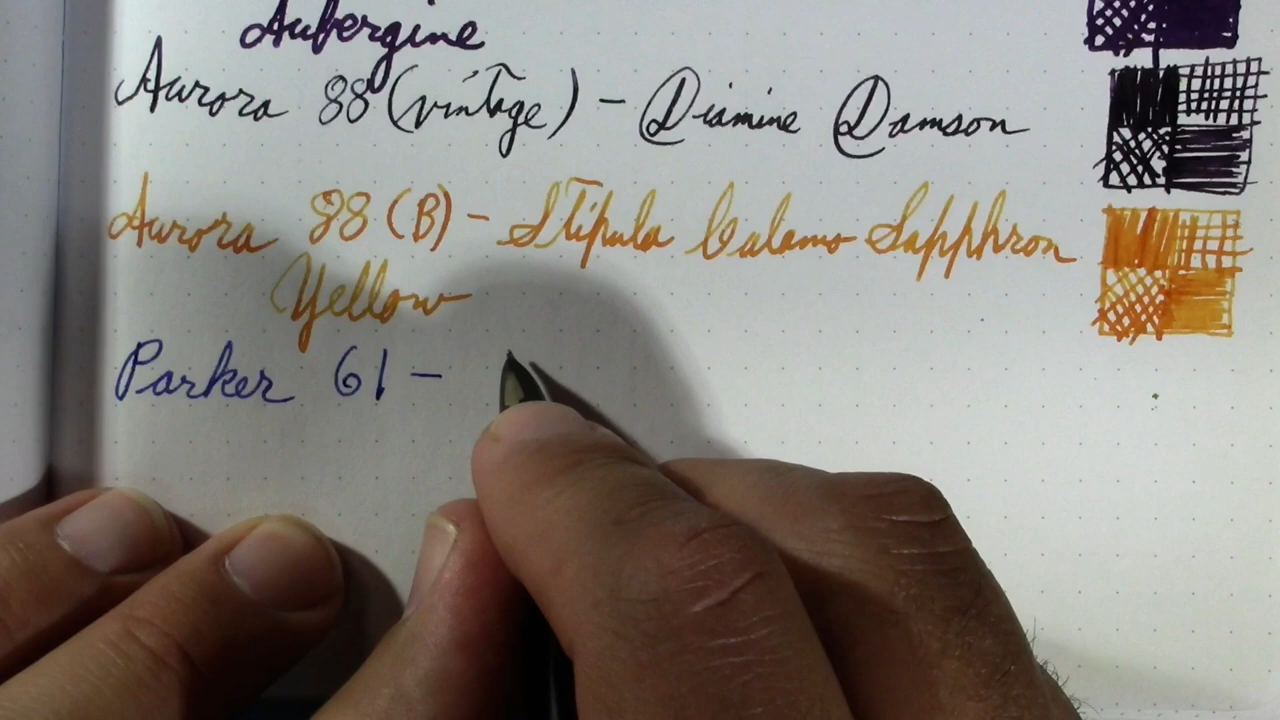 Aubergine
Aurora 88 (vintage) - Diamine Damson
Aurora 88 (B) - Stipula Calamo Sapphron
Yellow
Parker 61 -